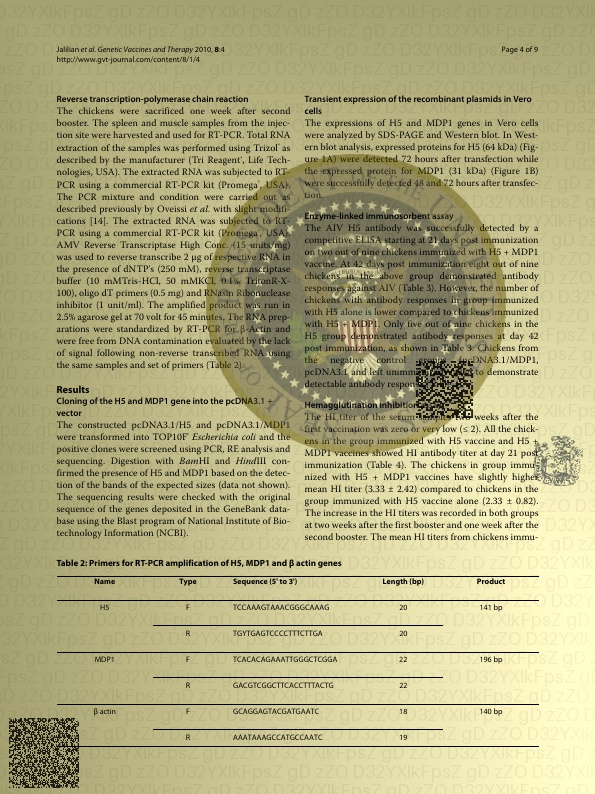 Jalilian et al. Genetic Vaccines and Therapy 2010, 8:4
http://www.gvt-journal.com/content/8/1/4
Page 4 of 9
Reverse transcription-polymerase chain reaction
The chickens were sacrificed one week after second
booster. The spleen and muscle samples from the injec-
tion site were harvested and used for RT-PCR. Total RNA
extraction of the samples was performed using Trizol as
described by the manufacturer (Tri Reagent, Life Tech-
nologies, USA). The extracted RNA was subjected to RT-
PCR using a commercial RT-PCR kit (Promega, USA).
The PCR mixture and condition were carried out as
described previously by Oveissi et al. with slight modifi-
cations [14]. The extracted RNA was subjected to RT-
PCR using a commercial RT-PCR kit (Promega, USA).
AMV Reverse Transcriptase High Conc. (15 units/mg)
was used to reverse transcribe 2 μg of respective RNA in
the presence of dNTP's (250 mM), reverse transcriptase
buffer (10 mMTris-HCl, 50 mMKCl, 0.1% TritonR-X-
100), oligo dT primers (0.5 mg) and RNasin Ribonuclease
inhibitor (1 unit/ml). The amplified product was run in
2.5% agarose gel at 70 volt for 45 minutes. The RNA prep-
arations were standardized by RT-PCR for β-Actin and
were free from DNA contamination evaluated by the lack
of signal following non-reverse transcribed RNA using
the same samples and set of primers (Table 2).
Results
Cloning of the H5 and MDP1 gene into the pcDNA3.1 +
vector
The constructed pcDNA3.1/H5 and pcDNA3.1/MDP1
were transformed into TOP10F Escherichia coli and the
positive clones were screened using PCR, RE analysis and
sequencing. Digestion with BamHI and HindIII con-
firmed the presence of H5 and MDP1 based on the detec-
tion of the bands of the expected sizes (data not shown).
The sequencing results were checked with the original
sequence of the genes deposited in the GeneBank data-
base using the Blast program of National Institute of Bio-
technology Information (NCBI).
Transient expression of the recombinant plasmids in Vero
cells
The expressions of H5 and MDP1 genes in Vero cells
were analyzed by SDS-PAGE and Western blot. In West-
ern blot analysis, expressed proteins for H5 (64 kDa) (Fig-
ure 1A) were detected 72 hours after transfection while
the expressed protein for MDP1 (31 kDa) (Figure 1B)
were successfully detected 48 and 72 hours after transfec-
tion.
Enzyme-linked immunosorbent assay
The AIV H5 antibody was successfully detected by a
competitive ELISA starting at 21 days post immunization
on two out of nine chickens immunized with H5 + MDP1
vaccine. At 42 days post immunization eight out of nine
chickens in the above group demonstrated antibody
responses against AIV (Table 3). However, the number of
chickens with antibody responses in group immunized
with H5 alone is lower compared to chickens immunized
with H5 + MDP1. Only five out of nine chickens in the
H5 group demonstrated antibody responses at day 42
post immunization, as shown in Table 3. Chickens from
the negative control groups (pcDNA3.1/MDP1,
pcDNA3.1 and left to demonstrate
detectable antibody
Hemagglutination inhibition
The HI titer of the serum samples two weeks after the
first vaccination was zero or very low (≤ 2). All the chick-
ens in the group immunized with H5 vaccine and H5 +
MDP1 vaccines showed HI antibody titer at day 21 post
immunization (Table 4). The chickens in group immu-
nized with H5 + MDP1 vaccines have slightly higher
mean HI titer (3.33 ± 2.42) compared to chickens in the
group immunized with H5 vaccine alone (2.33 ± 0.82).
The increase in the HI titers was recorded in both groups
at two weeks after the first booster and one week after the
second booster. The mean HI titers from chickens immu-
Table 2: Primers for RT-PCR amplification of H5, MDP1 and β actin genes
Name Type Sequence (5' to 3') Length (bp) Product
H5 F TCCAAAGTAAACGGGCAAAG 20 141 bp
R TGYTGAGTCCCCTTTCTTGA 20
MDP1 F TCACACAGAAATTGGGCTCGGA 22 196 bp
R GACGTCGGCTTCACCTTTACTG 22
β actin F GCAGGAGTACGATGAATC 18 140 bp
R AAATAAAGCCATGCCAATC 19